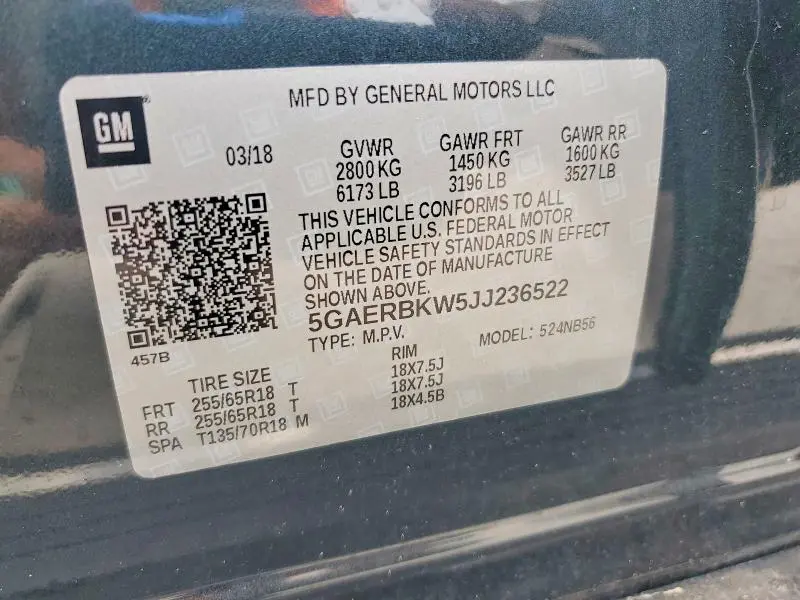 GM
MFD BY GENERAL MOTORS LLC
03/18
GVWR GAWR FRT GAWR RR
2800 KG 1450 KG 1600 KG
6173 LB 3196 LB 3527 LB
THIS VEHICLE CONFORMS TO ALL
APPLICABLE U.S. FEDERAL MOTOR
VEHICLE SAFETY STANDARDS IN EFFECT
ON THE DATE OF MANUFACTURE
SHOWN ABOVE.
5GAERBKW5JJ236522
TYPE: M.P.V. MODEL: 524NB56
457B
TIRE SIZE RIM
FRT 255/65R18 T 18X7.5J
RR 255/65R18 T 18X7.5J
SPA T135/70R18 M 18X4.5B